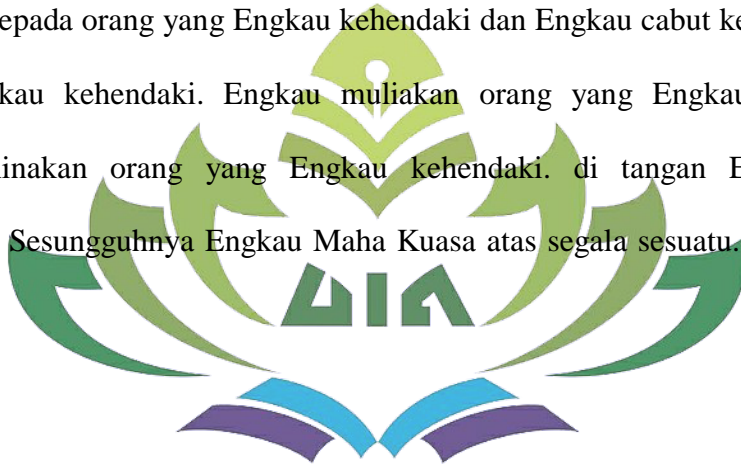 epada orang yang Engkau kehendaki dan Engkau cabut ke
kau kehendaki. Engkau muliakan orang yang Engkau
inakan orang yang Engkau kehendaki. di tangan E
Sesungguhnya Engkau Maha Kuasa atas segala sesuatu.